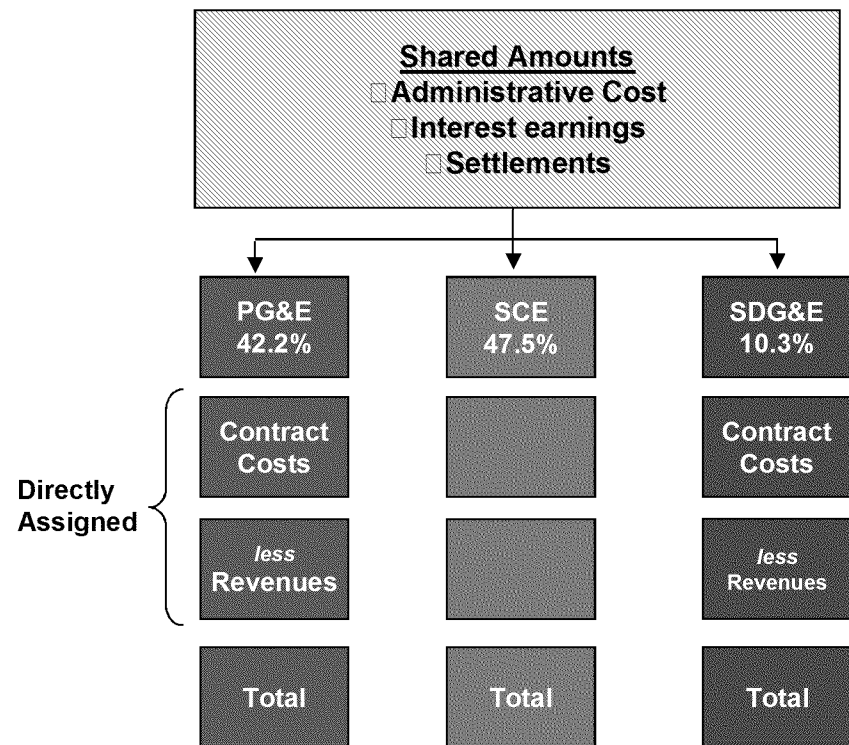 Shared Amounts
□Administrative Cost
□Interest earnings
□Settlements
PG&E
42.2%
SCE
47.5%
SDG&E
10.3%
Directly
Assigned
Contract
Costs
Contract
Costs
less
Revenues
less
Revenues
Total
Total
Total